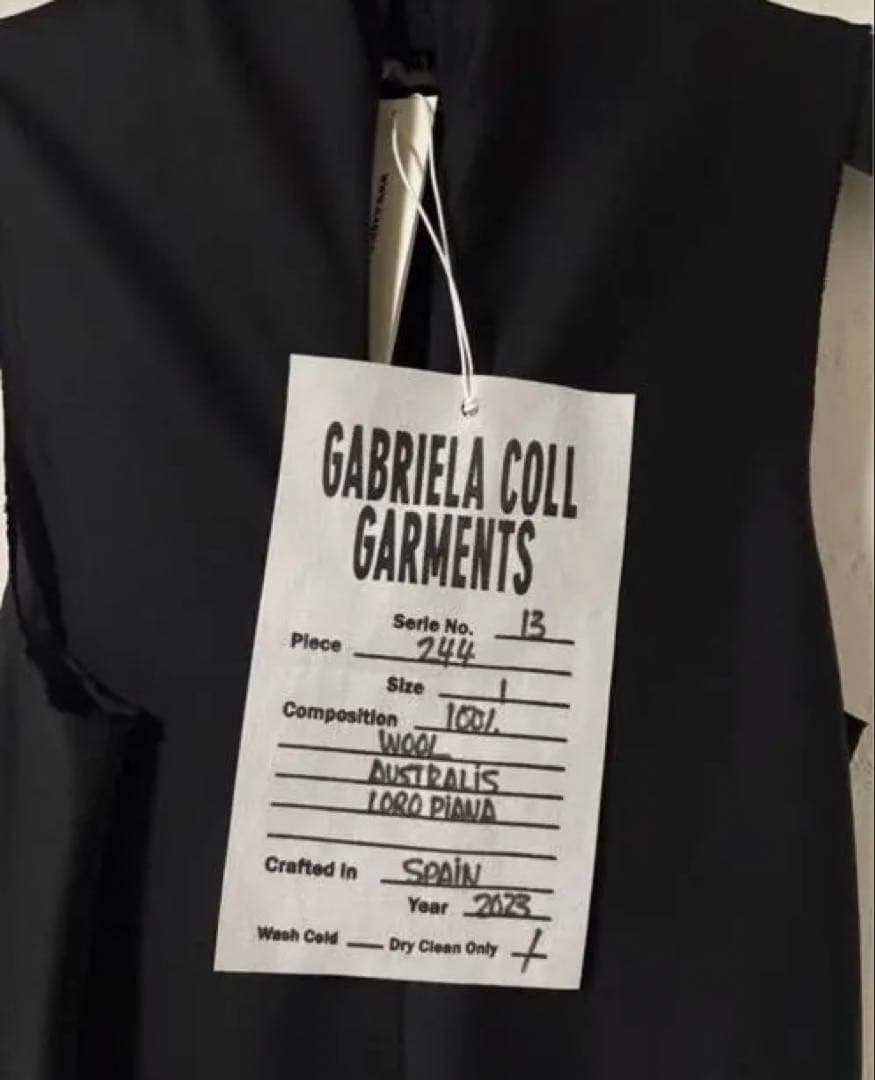 GABRIELA COLL
GARMENTS
Serie No. 13
Piece 244
Size 1
Composition 100%
WOOL
AUSTRALIS
LORO PIANA
Crafted in SPAIN
Year 2023
Wash Cold Dry Clean Only